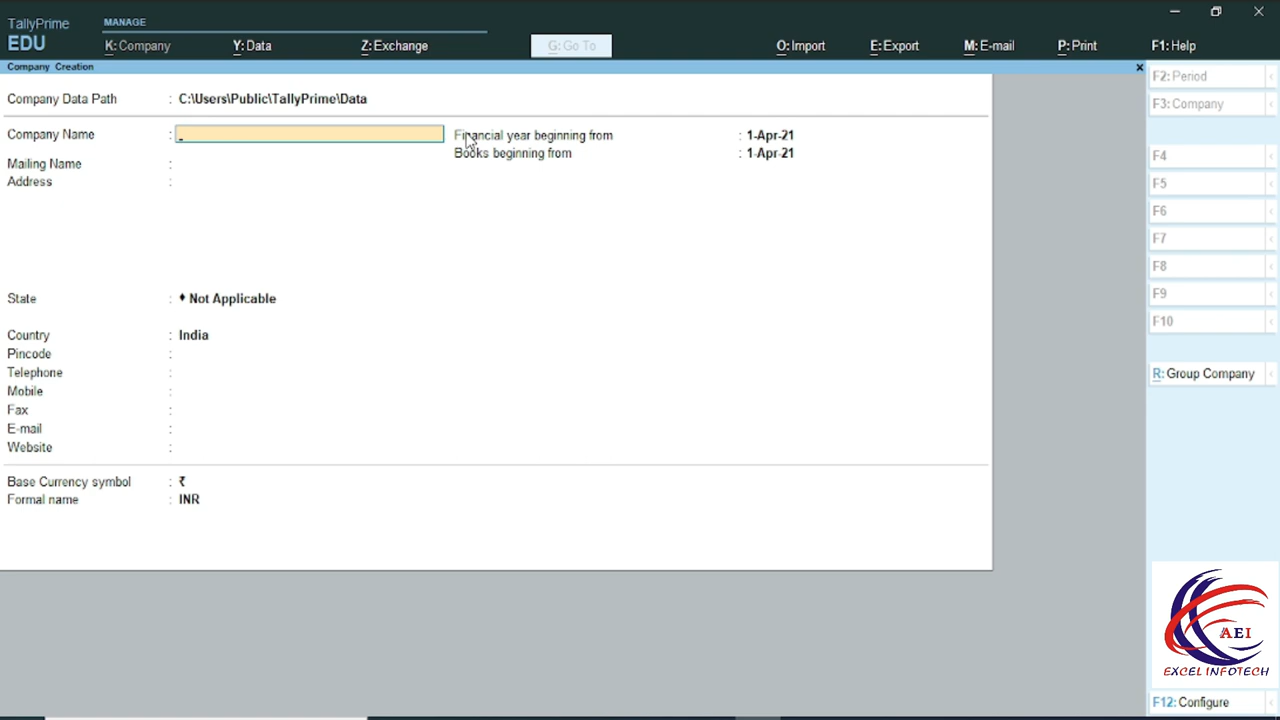 TallyPrime
EDU
MANAGE
K: Company
Y: Data
Z: Exchange
G: Go To
O: Import
E: Export
M: E-mail
P: Print
F1: Help
Company Creation
x
Company Data Path : C:\Users\Public\TallyPrime\Data
Company Name :
Financial year beginning from : 1-Apr-21
Books beginning from : 1-Apr-21
Mailing Name :
Address :
State : ♦ Not Applicable
Country : India
Pincode :
Telephone :
Mobile :
Fax :
E-mail :
Website :
Base Currency symbol : ₹
Formal name : INR
F2: Period
F3: Company
F4
F5
F6
F7
F8
F9
F10
R: Group Company
AEI
EXCEL INFOTECH
F12: Configure